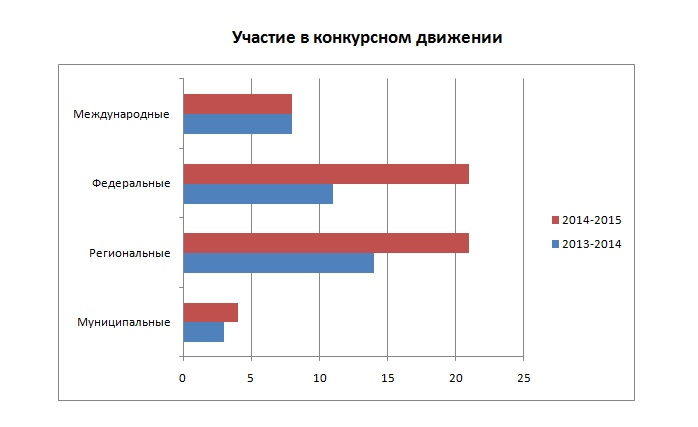 Участие в конкурсном движении
Международные
Федеральные
Региональные
Муниципальные
2014-2015
2013-2014
0 5 10 15 20 25